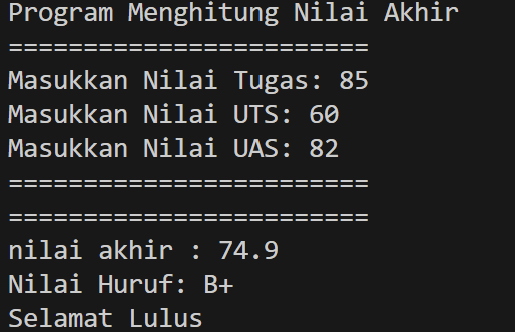 Program Menghitung Nilai Akhir
========================
Masukkan Nilai Tugas: 85
Masukkan Nilai UTS: 60
Masukkan Nilai UAS: 82
========================
========================
nilai akhir : 74.9
Nilai Huruf: B+
Selamat Lulus